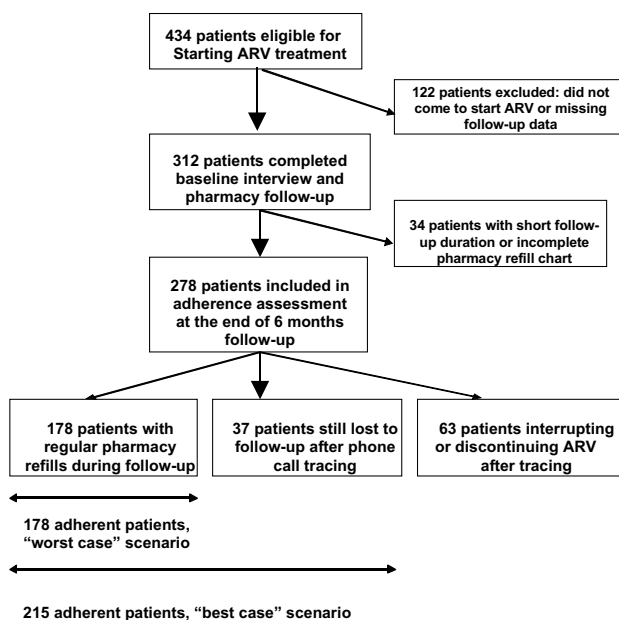 434 patients eligible for
Starting ARV treatment
122 patients excluded: did not
come to start ARV or missing
follow-up data
312 patients completed
baseline interview and
pharmacy follow-up
34 patients with short follow-
up duration or incomplete
pharmacy refill chart
278 patients included in
adherence assessment
at the end of 6 months
follow-up
178 patients with
regular pharmacy
refills during follow-up
37 patients still lost to
follow-up after phone
call tracing
63 patients interrupting
or discontinuing ARV
after tracing
178 adherent patients,
“worst case” scenario
215 adherent patients, “best case” scenario